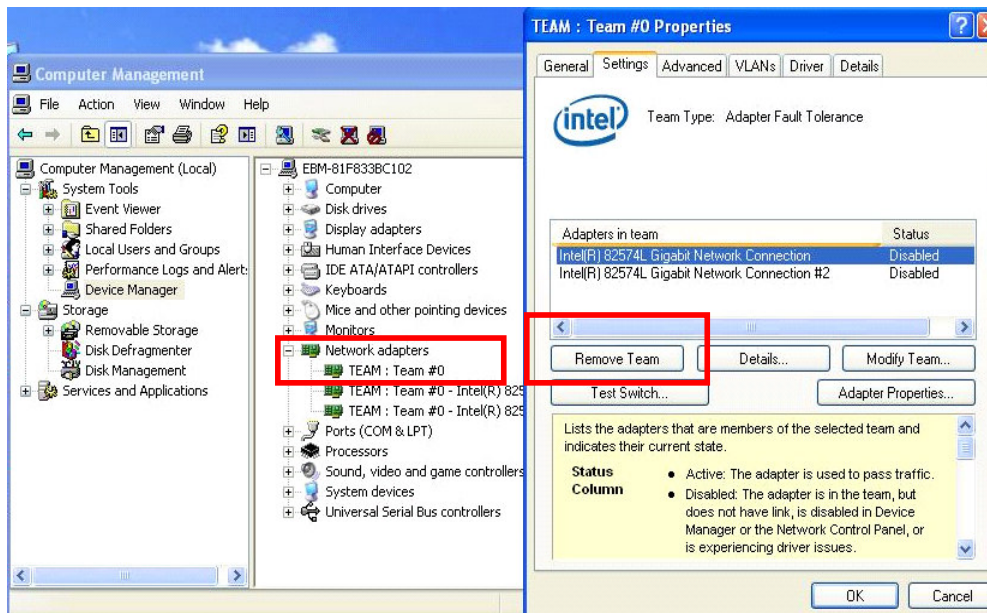 Computer Management
File Action View Window Help
Computer Management (Local)
System Tools
Event Viewer
Shared Folders
Local Users and Groups
Performance Logs and Alert:
Device Manager
Storage
Removable Storage
Disk Defragmenter
Disk Management
Services and Applications
EBM-81F833BC102
Computer
Disk drives
Display adapters
Human Interface Devices
IDE ATA/ATAPI controllers
Keyboards
Mice and other pointing devices
Monitors
Network adapters
TEAM : Team #0
TEAM : Team #0 - Intel(R) 825
TEAM : Team #0 - Intel(R) 825
Ports (COM & LPT)
Processors
Sound, video and game controllers
System devices
Universal Serial Bus controllers
TEAM : Team #0 Properties
General Settings Advanced VLANs Driver Details
intel
Team Type: Adapter Fault Tolerance
Adapters in team Status
Intel(R) 82574L Gigabit Network Connection Disabled
Intel(R) 82574L Gigabit Network Connection #2 Disabled
Remove Team Details... Modify Team...
Test Switch... Adapter Properties...
Lists the adapters that are members of the selected team and
indicates their current state.
Status
Column
• Active: The adapter is used to pass traffic.
• Disabled: The adapter is in the team, but
does not have link, is disabled in Device
Manager or the Network Control Panel, or
is experiencing driver issues.
OK Cancel